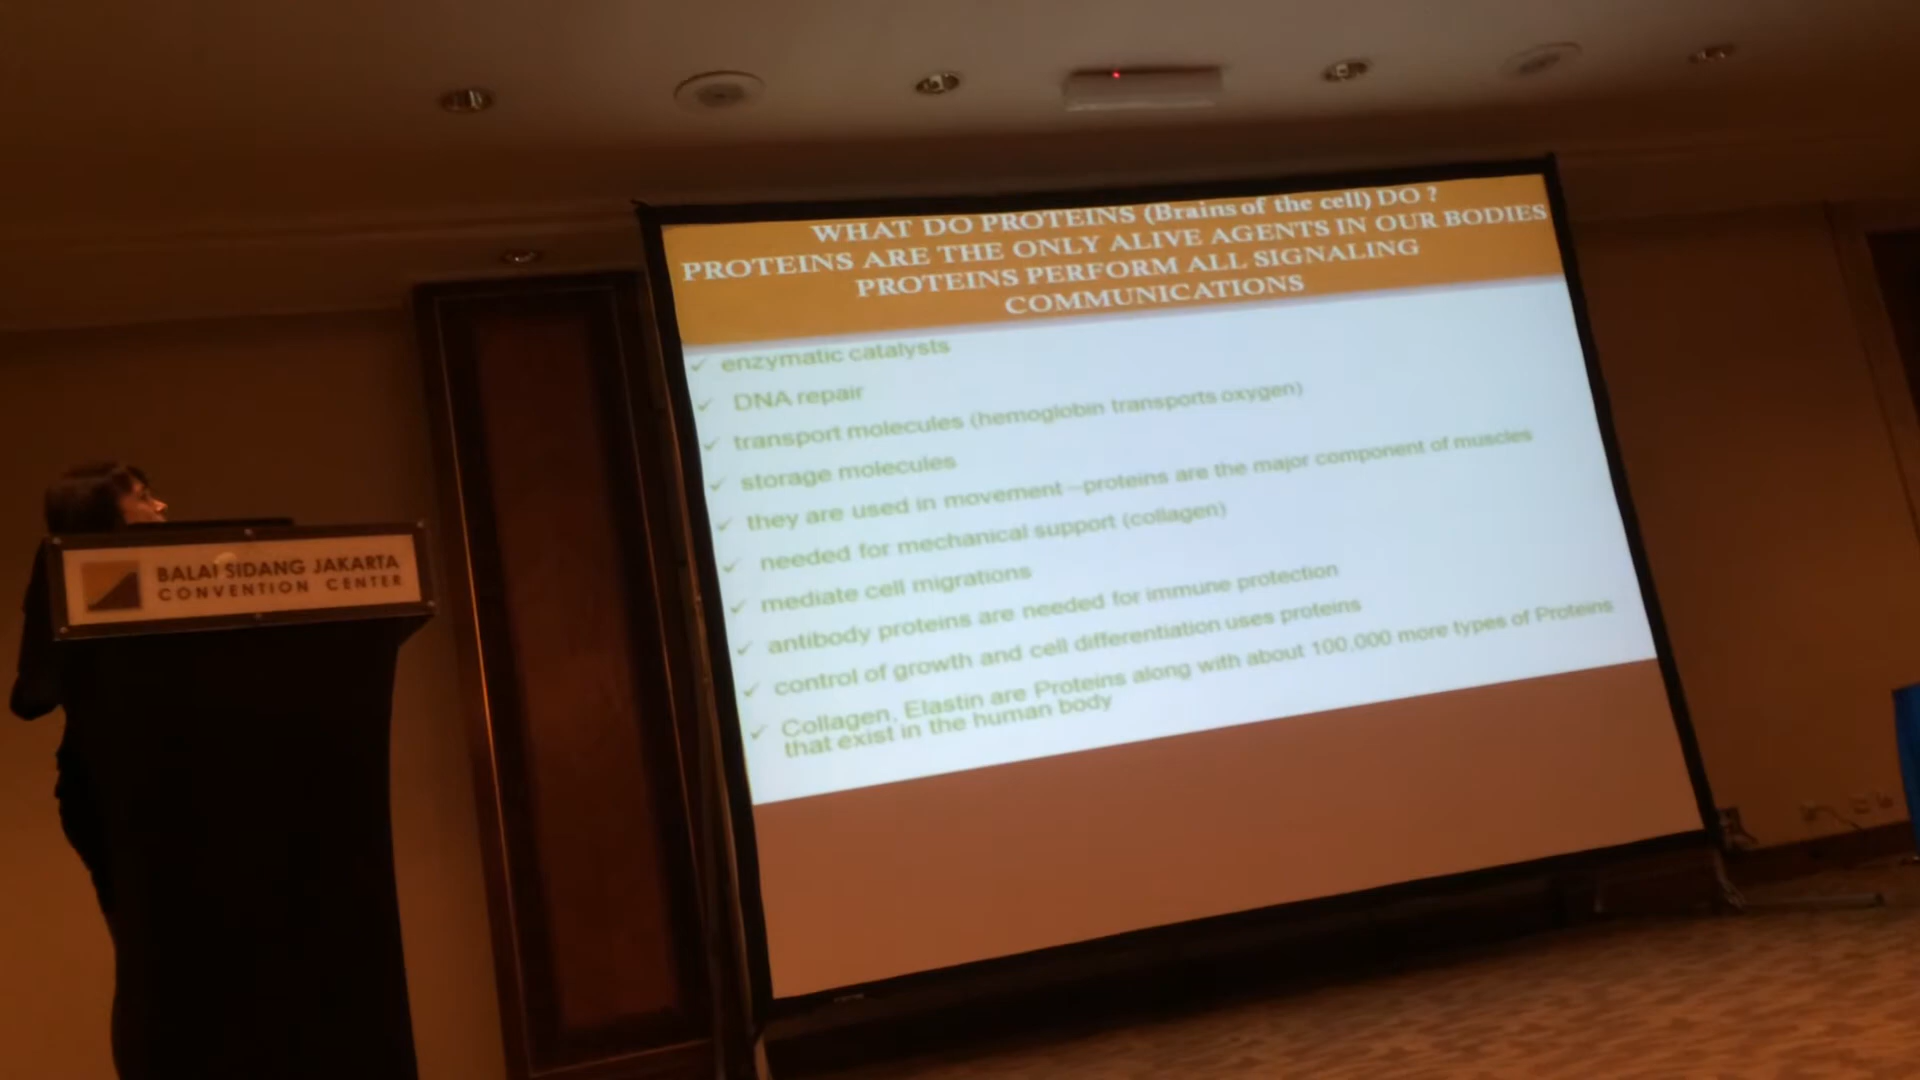 WHAT DO PROTEINS (Brains of the cell) DO ?
PROTEINS ARE THE ONLY ALIVE AGENTS IN OUR BODIES
PROTEINS PERFORM ALL SIGNALING
COMMUNICATIONS
✓ enzymatic catalysts
✓ DNA repair
✓ transport molecules (hemoglobin transports oxygen)
✓ storage molecules
✓ they are used in movement –proteins are the major component of muscles
✓ needed for mechanical support (collagen)
✓ mediate cell migrations
✓ antibody proteins are needed for immune protection
✓ control of growth and cell differentiation uses proteins
✓ Collagen, Elastin are Proteins along with about 100,000 more types of Proteins
that exist in the human body
BALAI SIDANG JAKARTA
CONVENTION CENTER